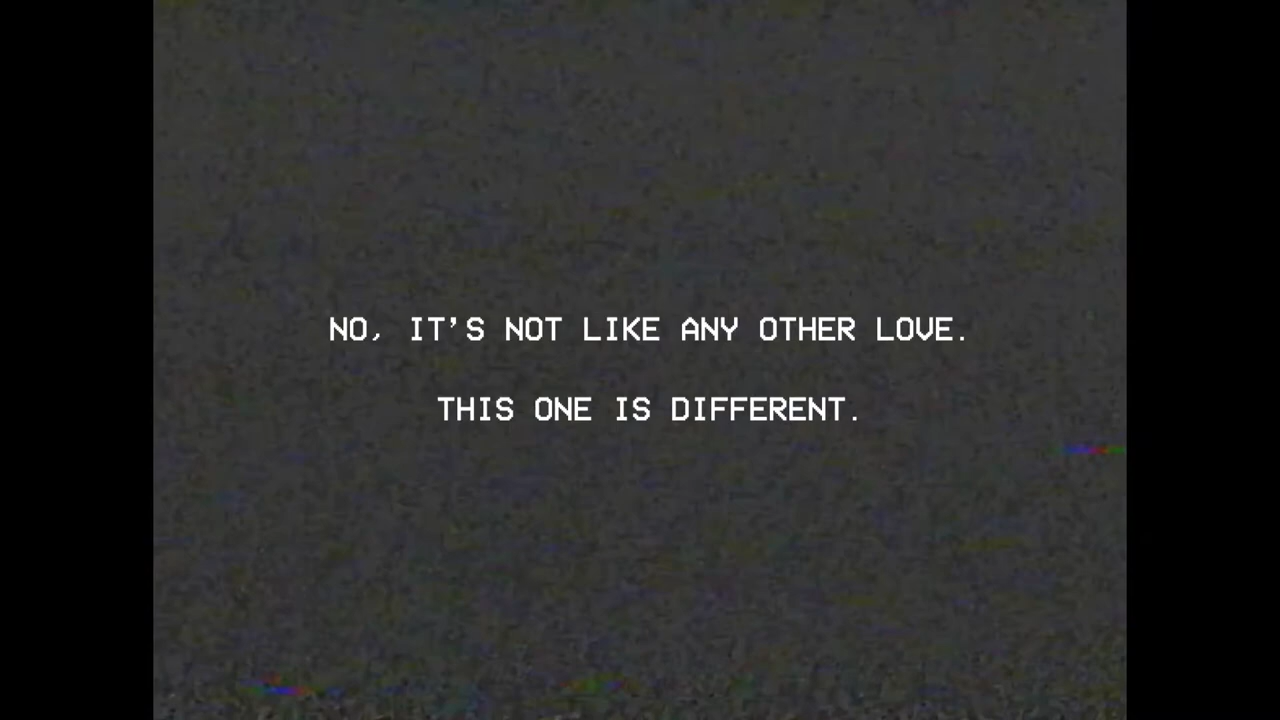 NO, IT’S NOT LIKE ANY OTHER LOVE.
THIS ONE IS DIFFERENT.